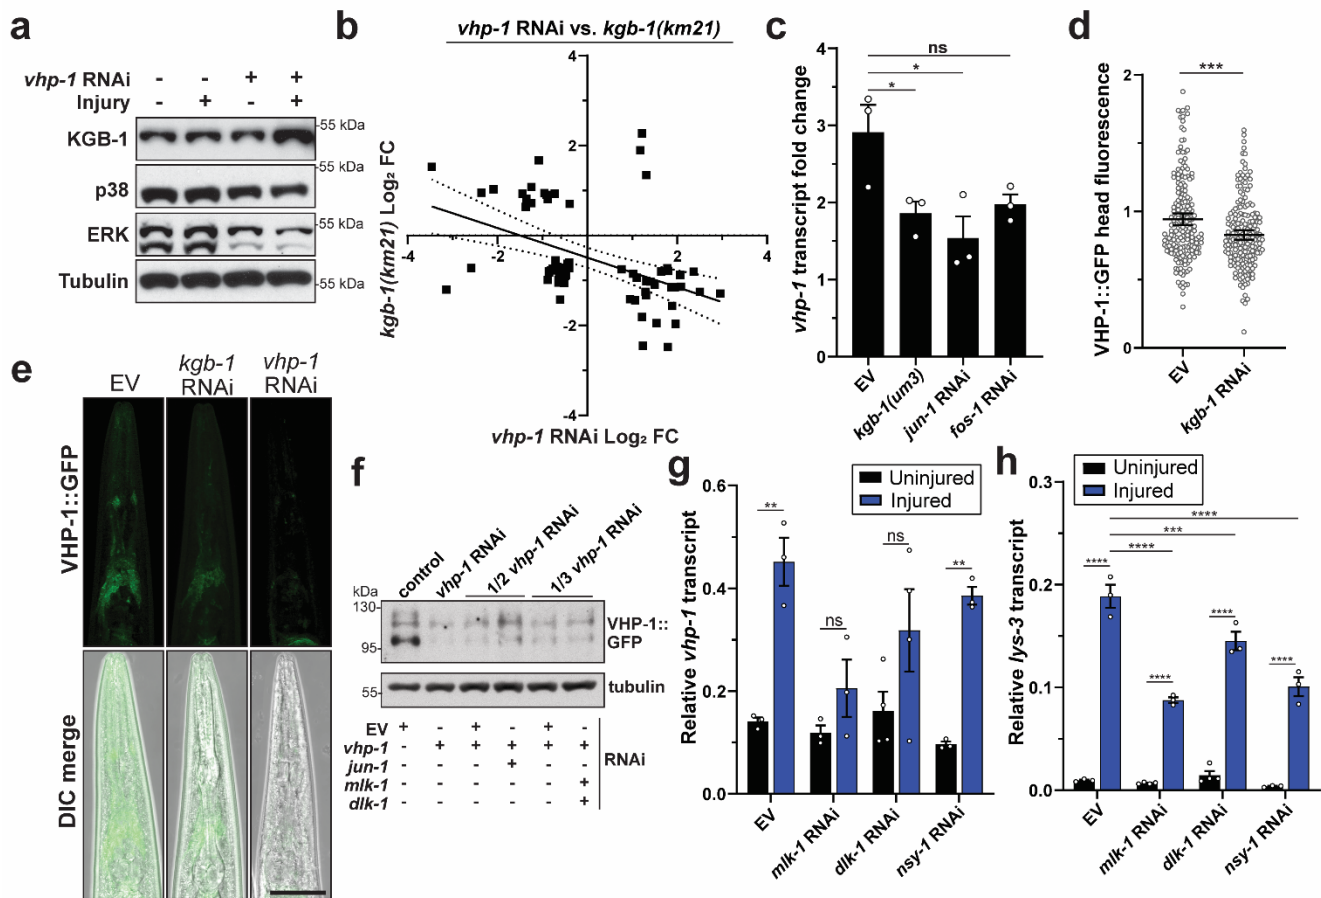 a
vhp-1 RNAi - - + +
Injury - + - +
KGB-1
-55 kDa
p38
-55 kDa
ERK
-55 kDa
Tubulin
-55 kDa
b
vhp-1 RNAi vs. kgb-1(km21)
kgb-1(km21) Log₂ FC
4
2
-4 -2 0 2 4
-2
-4
vhp-1 RNAi Log₂ FC
c
ns
*
*
vhp-1 transcript fold change
4
3
2
1
0
EV
kgb-1(um3)
jun-1 RNAi
fos-1 RNAi
d
***
VHP-1::GFP head fluorescence
2
1
0
EV
kgb-1 RNAi
e
EV
kgb-1 RNAi
vhp-1 RNAi
VHP-1::GFP
DIC merge
f
control
vhp-1 RNAi
1/2 vhp-1 RNAi
1/3 vhp-1 RNAi
kDa
130-
95-
VHP-1::
GFP
55-
tubulin
EV + - + - + -
vhp-1 - + + + + +
jun-1 - - - + - -
mlk-1 - - - - - +
dlk-1 - - - - - +
RNAi
g
Uninjured
Injured
Relative vhp-1 transcript
0.6
0.4
0.2
0.0
**
ns
ns
**
EV
mlk-1 RNAi
dlk-1 RNAi
nsy-1 RNAi
h
Uninjured
Injured
Relative lys-3 transcript
0.3
0.2
0.1
0.0
****
***
****
****
****
****
****
EV
mlk-1 RNAi
dlk-1 RNAi
nsy-1 RNAi